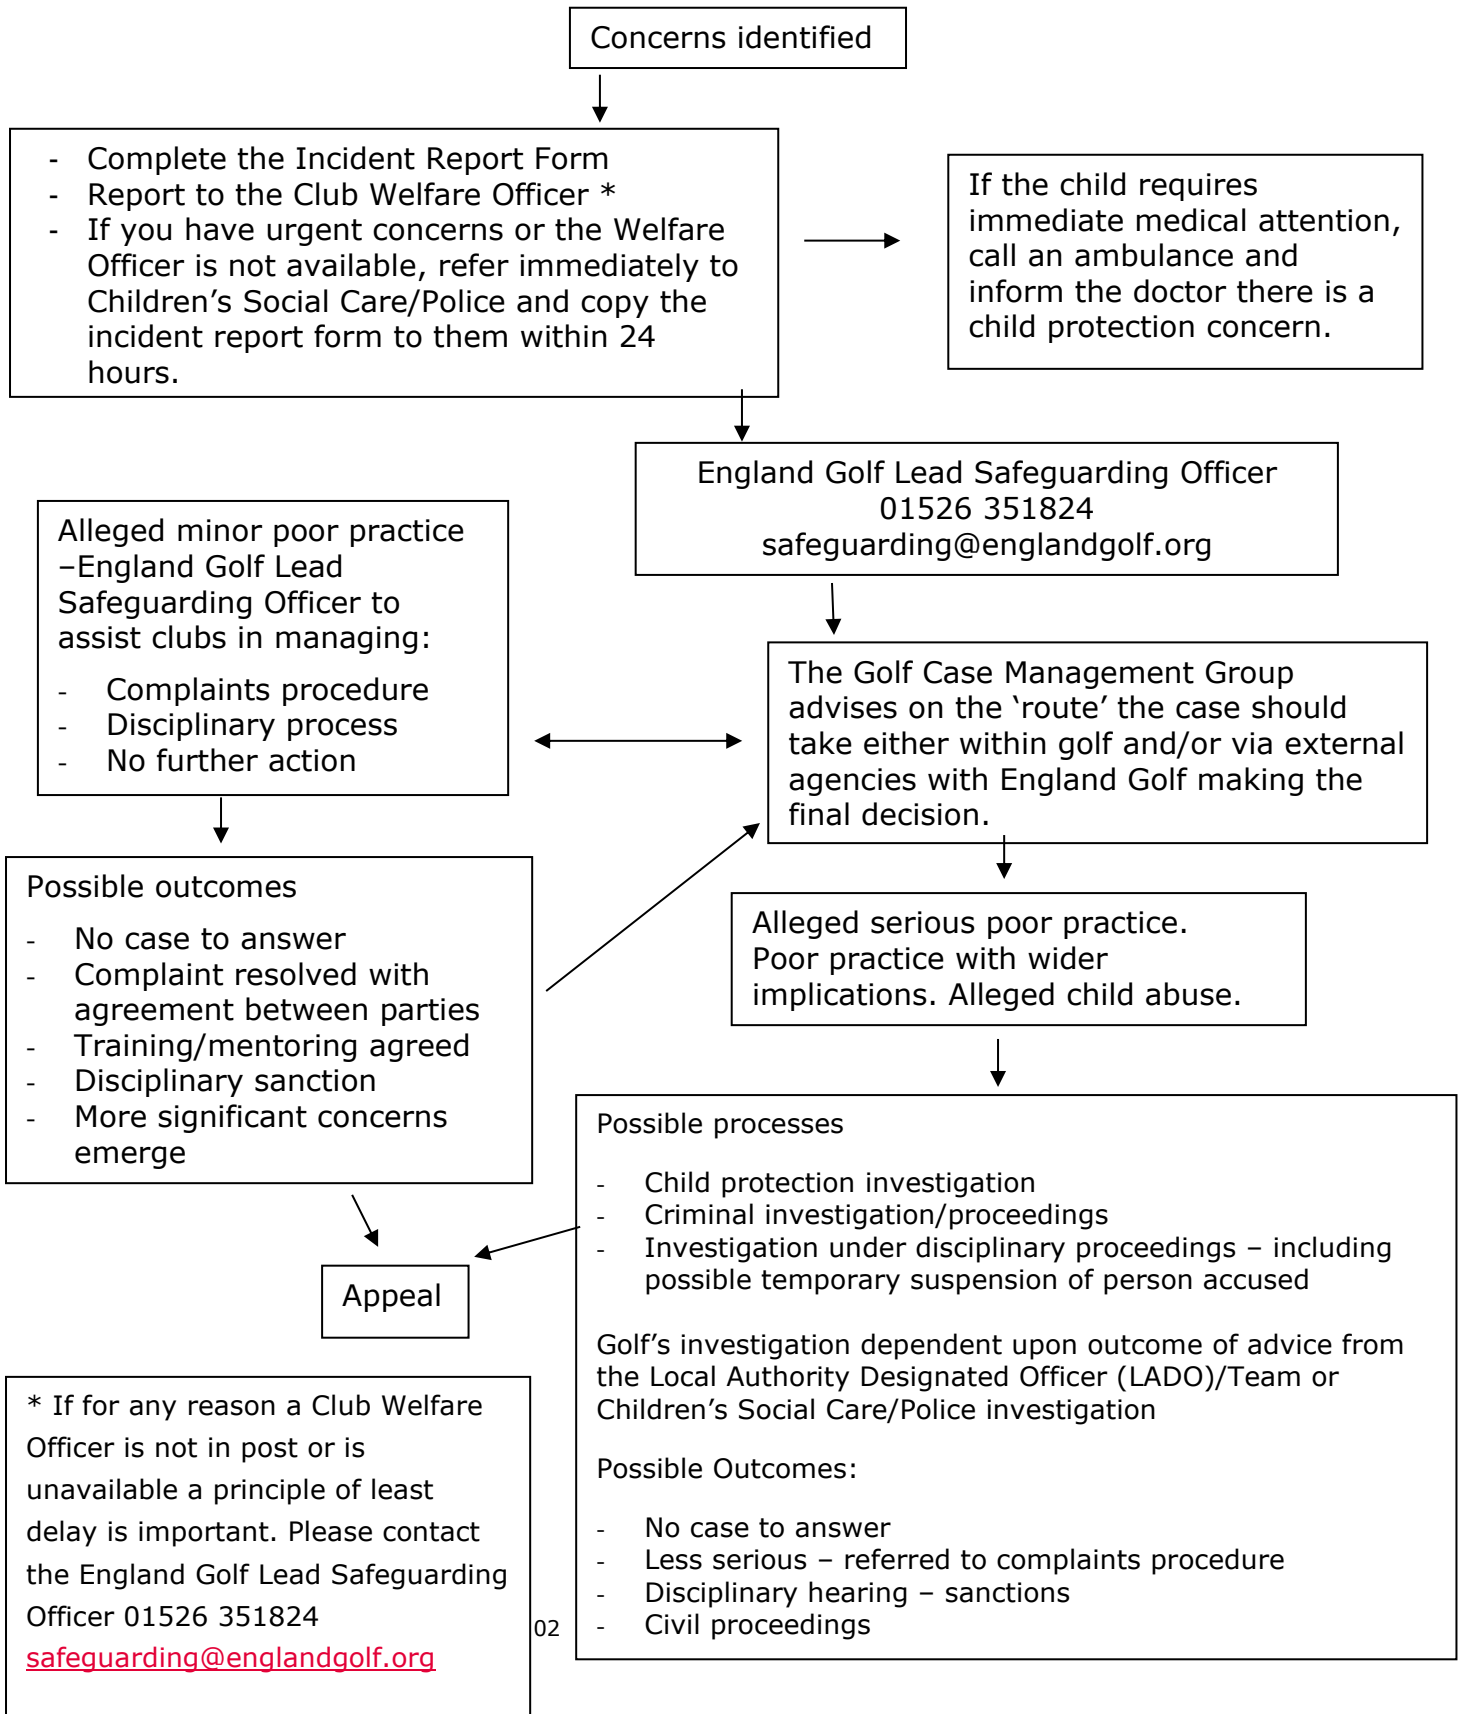 Concerns identified
- Complete the Incident Report Form
- Report to the Club Welfare Officer *
- If you have urgent concerns or the Welfare
Officer is not available, refer immediately to
Children’s Social Care/Police and copy the
incident report form to them within 24
hours.
If the child requires
immediate medical attention,
call an ambulance and
inform the doctor there is a
child protection concern.
England Golf Lead Safeguarding Officer
01526 351824
safeguarding@englandgolf.org
Alleged minor poor practice
–England Golf Lead
Safeguarding Officer to
assist clubs in managing:
- Complaints procedure
- Disciplinary process
- No further action
The Golf Case Management Group
advises on the ‘route’ the case should
take either within golf and/or via external
agencies with England Golf making the
final decision.
Possible outcomes
- No case to answer
- Complaint resolved with
agreement between parties
- Training/mentoring agreed
- Disciplinary sanction
- More significant concerns
emerge
Alleged serious poor practice.
Poor practice with wider
implications. Alleged child abuse.
Possible processes
- Child protection investigation
- Criminal investigation/proceedings
- Investigation under disciplinary proceedings – including
possible temporary suspension of person accused
Golf’s investigation dependent upon outcome of advice from
the Local Authority Designated Officer (LADO)/Team or
Children’s Social Care/Police investigation
Possible Outcomes:
- No case to answer
- Less serious – referred to complaints procedure
- Disciplinary hearing – sanctions
- Civil proceedings
Appeal
* If for any reason a Club Welfare
Officer is not in post or is
unavailable a principle of least
delay is important. Please contact
the England Golf Lead Safeguarding
Officer 01526 351824
safeguarding@englandgolf.org
02